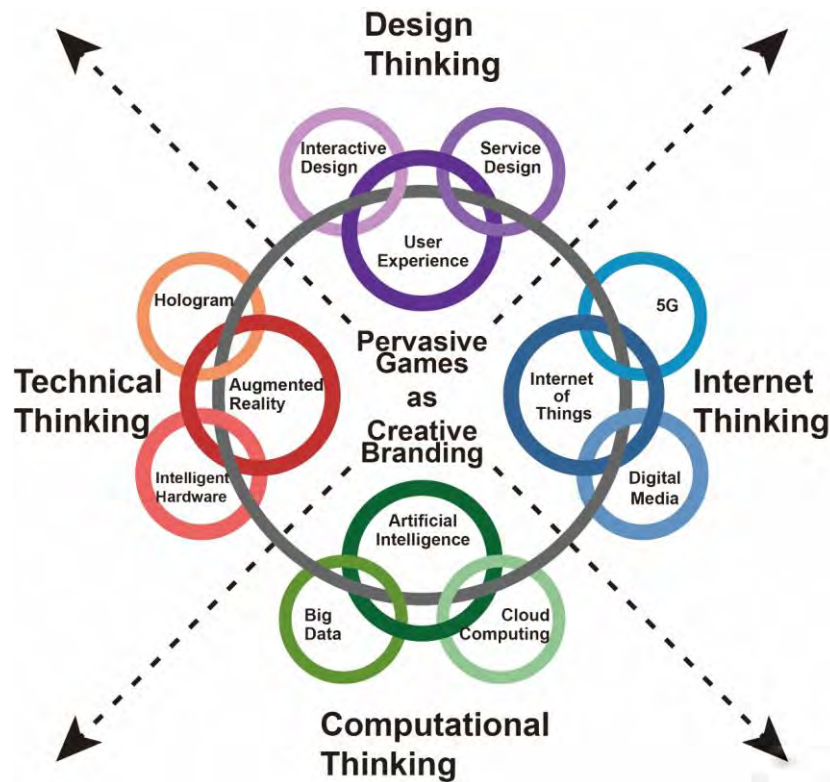 Design
Thinking
Interactive
Design
Service
Design
User
Experience
Hologram
5G
Pervasive
Games
as
Creative
Branding
Technical
Thinking
Augmented
Reality
Internet
of
Things
Internet
Thinking
Intelligent
Hardware
Digital
Media
Artificial
Intelligence
Big
Data
Cloud
Computing
Computational
Thinking